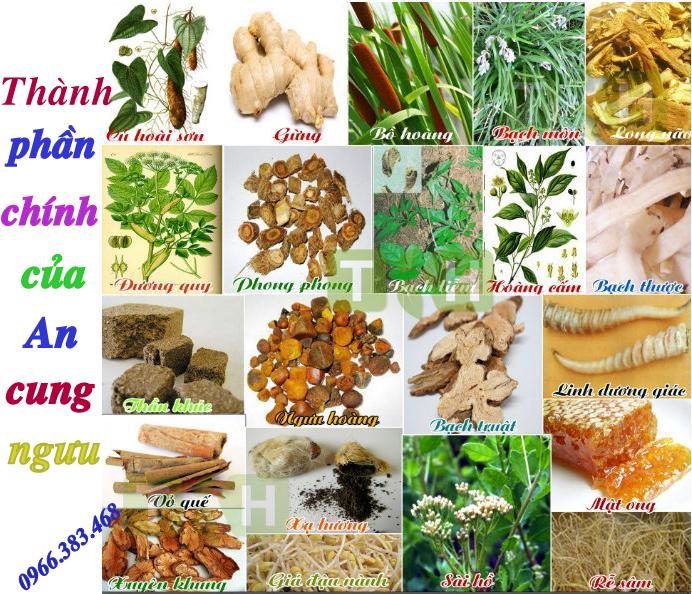 Thành
phần
chính
của
An
cung
ngưu
0966.383.468
Củ hoài sơn
Gừng
Bồ hoàng
Bạch môn
Long não
Đương quy
Phong phong
Bạch liễm
Hoàng cầm
Bạch thược
Thần khúc
Ngưu hoàng
Bạch truật
Linh dương giác
Vỏ quế
Xạ hương
Mật ong
Xuyên khung
Giá đậu nành
Sài hồ
Rễ sâm
T H
H